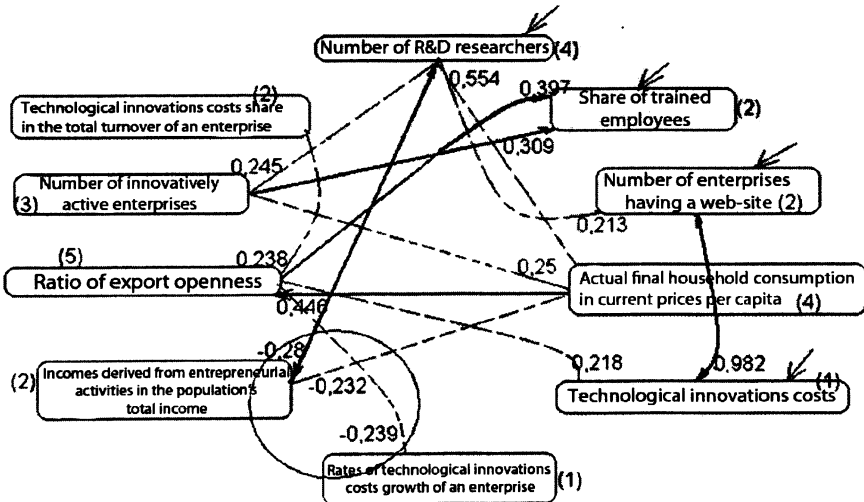 Number of R&D researchers (4)
0,554
0,397
Share of trained
employees
(2)
Technological innovations costs share
in the total turnover of an enterprise
(2)
0,309
0,245
Number of innovatively
active enterprises
(3)
Number of enterprises
having a web-site (2)
0,213
(5)
Ratio of export openness
0,238
0,446
0,25
Actual final household consumption
in current prices per capita (4)
-0,28
(2)
Incomes derived from entrepreneurial
activities in the population's
total income
-0,232
0,218
0,982
Technological innovations costs
(1)
-0,239
Rates of technological innovations
costs growth of an enterprise
(1)